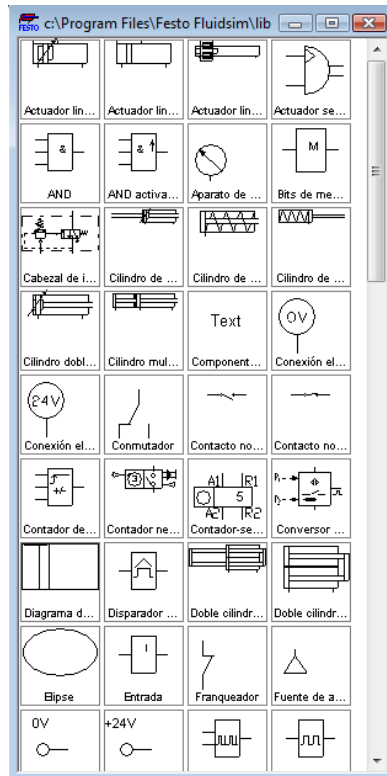 FESTO c:\Program Files\Festo Fluidsim\lib
Actuador lin... Actuador lin... Actuador lin... Actuador se...
& & M
AND AND activa... Aparato de ... Bits de me...
Cabezal de i... Cilindro de ... Cilindro de ... Cilindro de ...
Text 0V
Cilindro dobl... Cilindro mul... Component... Conexión el...
24V
Conexión el... Conmutador Contacto no... Contacto no...
+/- 3 A1 R1
5
A2 R2
Contador de... Contador ne... Contador-se... Conversor ...
Diagrama d... Disparador ... Doble cilindr... Doble cilindr...
Elipse Entrada Franqueador Fuente de a...
0V +24V